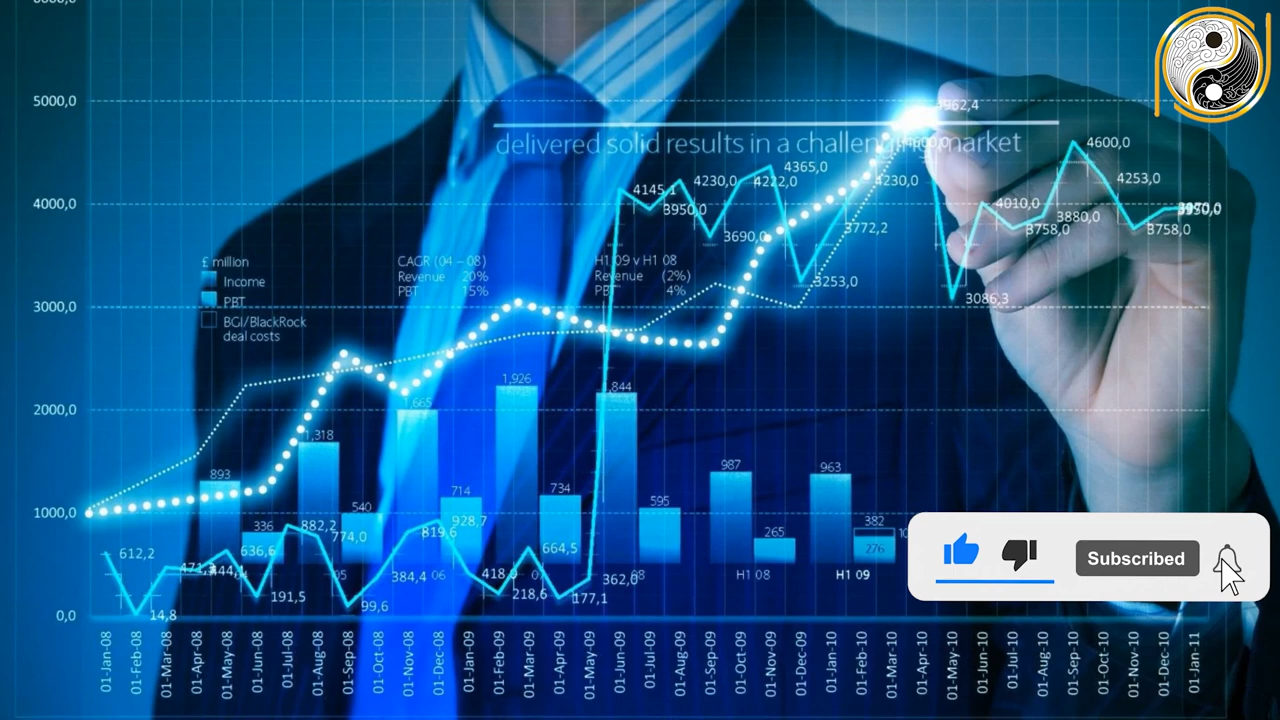 5000,0
4000,0
3000,0
2000,0
1000,0
0,0
delivered solid results in a challenging market
£ million
Income
PBT
BGI/BlackRock
deal costs
CAGR (04 – 08)
Revenue 20%
PBT 15%
H1 09 v H1 08
Revenue (2%)
PBT 4%
4145,4
3950,0
4230,0
3690,0
4222,0
4365,0
3253,0
3772,2
4230,0
4962,4
3086,3
4010,0
3758,0
3880,0
4600,0
4253,0
3758,0
893
336
1,318
540
1,665
714
1,926
734
1,844
595
987
265
963
382
276
612,2
14,8
471,3
444,1
636,6
191,5
882,2
774,0
99,6
384,4
819,6
928,7
418,0
218,6
664,5
177,1
362,0
05
06
H1 08
H1 09
Subscribed
01-Jan-08
01-Feb-08
01-Mar-08
01-Apr-08
01-May-08
01-Jun-08
01-Jul-08
01-Aug-08
01-Sep-08
01-Oct-08
01-Nov-08
01-Dec-08
01-Jan-09
01-Feb-09
01-Mar-09
01-Apr-09
01-May-09
01-Jun-09
01-Jul-09
01-Aug-09
01-Sep-09
01-Oct-09
01-Nov-09
01-Dec-09
01-Jan-10
01-Feb-10
01-Mar-10
01-Apr-10
01-May-10
01-Jun-10
01-Jul-10
01-Aug-10
01-Sep-10
01-Oct-10
01-Nov-10
01-Dec-10
01-Jan-11